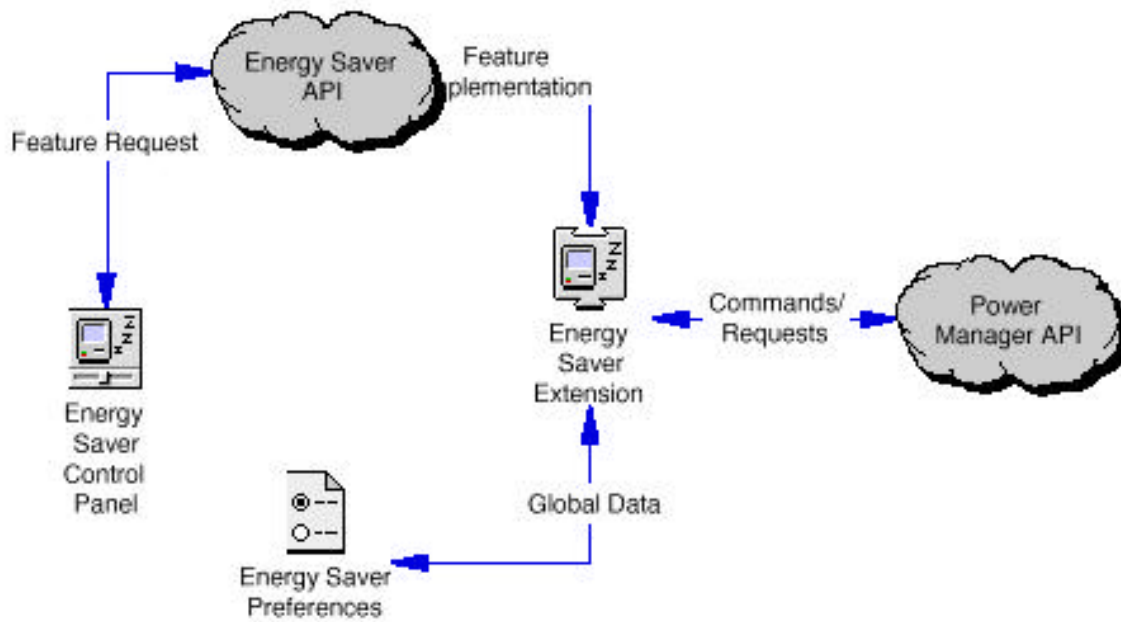 Energy Saver
API
Feature
plementation
Feature Request
Energy
Saver
Extension
Commands/
Requests
Power
Manager API
Energy
Saver
Control
Panel
Global Data
Energy Saver
Preferences